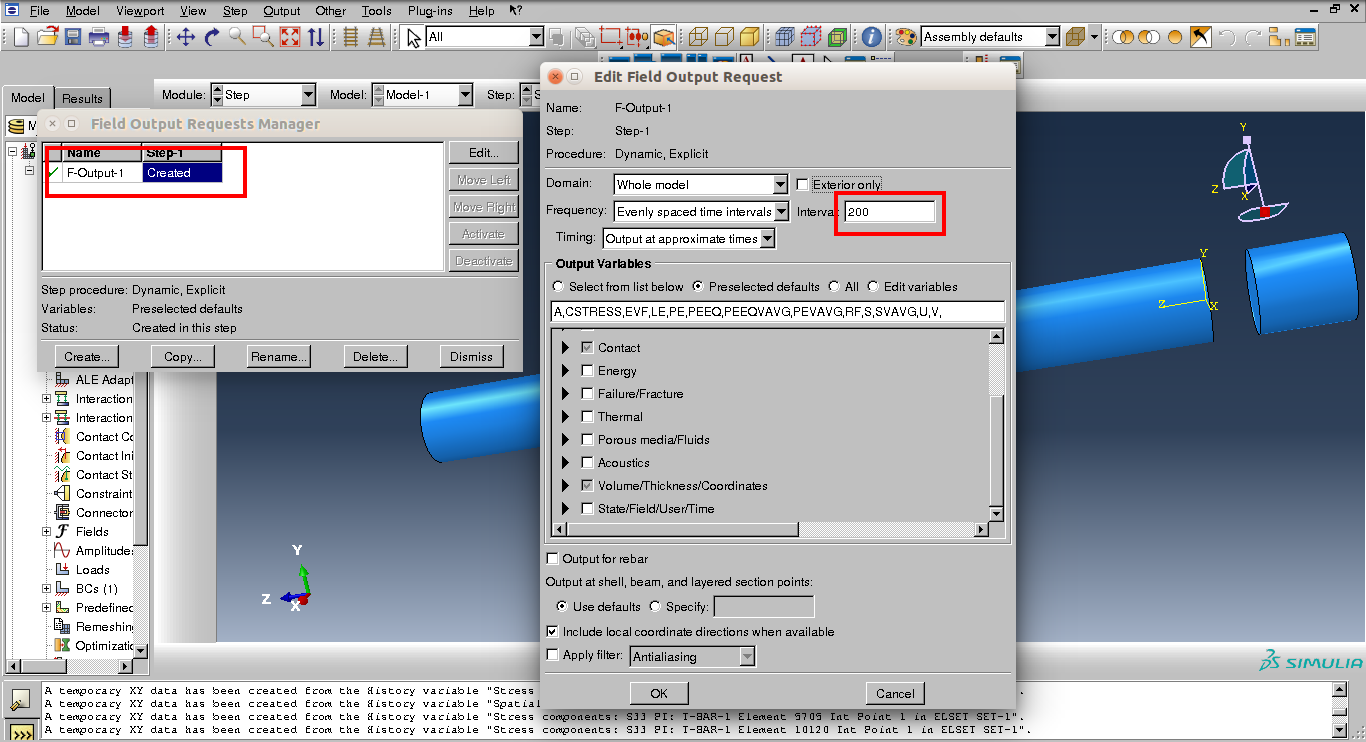 File Model Viewport View Step Output Other Tools Plug-ins Help
All
Assembly defaults
Model Results
Module: Step Model: Model-1 Step:
Field Output Requests Manager
Name Step-1
F-Output-1 Created
Edit...
Move Left
Move Right
Activate
Deactivate
Step procedure: Dynamic, Explicit
Variables: Preselected defaults
Status: Created in this step
Create... Copy... Rename... Delete... Dismiss
ALE Adapt
Interaction
Interaction
Contact Co
Contact Ini
Contact St
Constraint
Connector
Fields
Amplitudes
Loads
BCs (1)
Predefined
Remeshing
Optimizatio
Edit Field Output Request
Name: F-Output-1
Step: Step-1
Procedure: Dynamic, Explicit
Domain: Whole model Exterior only
Frequency: Evenly spaced time intervals Interval: 200
Timing: Output at approximate times
Output Variables
Select from list below Preselected defaults All Edit variables
A,CSTRESS,EVF,LE,PE,PEEQ,PEEQVAVG,PEVAVG,RF,S,SVAVG,U,V,
Contact
Energy
Failure/Fracture
Thermal
Porous media/Fluids
Acoustics
Volume/Thickness/Coordinates
State/Field/User/Time
Output for rebar
Output at shell, beam, and layered section points:
Use defaults Specify:
Include local coordinate directions when available
Apply filter: Antialiasing
OK Cancel
Y
Z
X
Y
Z
X
Y
Z
X
SIMULIA
A temporary XY data has been created from the History variable "Stress
A temporary XY data has been created from the History variable "Spatial
A temporary XY data has been created from the History variable "Stress components: S33 PI: T-BAR-1 Element 9705 Int Point 1 in ELSET SET-1".
A temporary XY data has been created from the History variable "Stress components: S33 PI: T-BAR-1 Element 10120 Int Point 1 in ELSET SET-1".